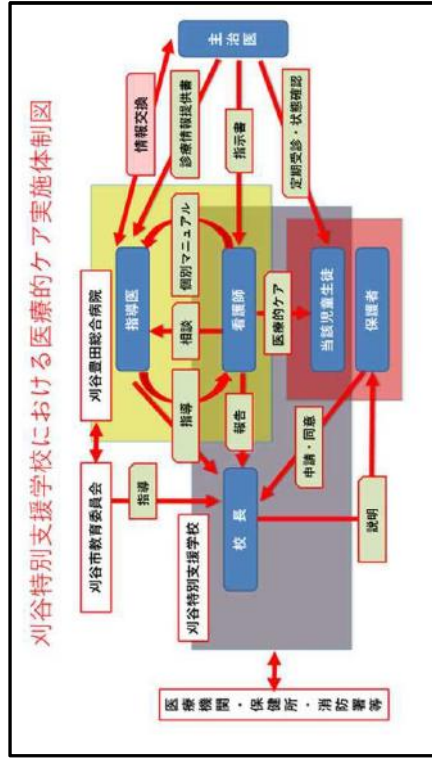 刈谷特別支援学校における医療的ケア実施体制図
刈谷市教育委員会
刈谷豊田総合病院
情報交換
主治医
指導
指導医
診療情報提供書
個別マニュアル
相談
指導
指示書
刈谷特別支援学校
校長
報告
看護師
医療的ケア
定期受診・状態確認
当該児童生徒
申請・同意
保護者
説明
医療機関・保健所・消防署等